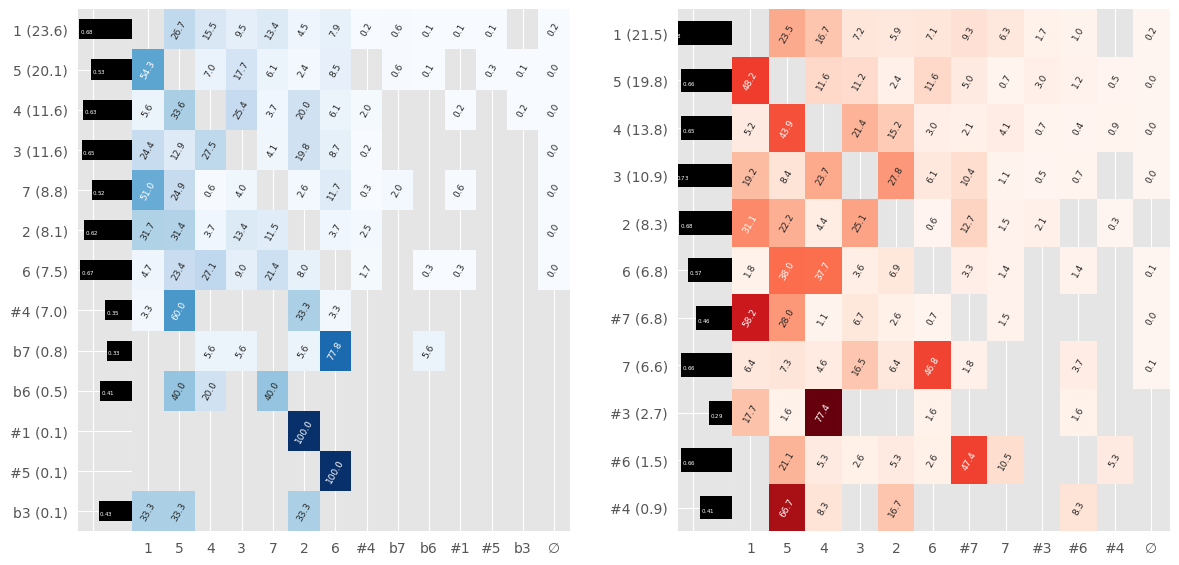 1 (23.6) 0.68 26.7 15.5 9.5 13.4 4.5 7.9 0.2 0.6 0.1 0.1 0.1 0.2
5 (20.1) 0.53 54.3 7.0 17.7 6.1 2.4 8.5 0.6 0.1 0.3 0.1 0.0
4 (11.6) 0.63 5.6 33.6 25.4 3.7 20.0 6.1 2.0 0.2 0.2 0.0
3 (11.6) 0.65 24.4 12.9 27.5 4.1 19.8 8.7 0.2 0.0
7 (8.8) 0.52 51.0 24.9 0.6 4.0 2.6 11.7 0.3 2.0 0.6 0.0
2 (8.1) 0.62 31.7 31.4 3.7 13.4 11.5 3.7 2.5 0.0
6 (7.5) 0.67 4.7 23.4 27.1 9.0 21.4 8.0 1.7 0.3 0.3 0.0
#4 (7.0) 0.35 3.3 60.0 33.3 3.3
b7 (0.8) 0.33 5.6 5.6 5.6 77.8 5.6
b6 (0.5) 0.41 40.0 20.0 40.0
#1 (0.1) 100.0
#5 (0.1) 100.0
b3 (0.1) 0.43 33.3 33.3 33.3
1 5 4 3 7 2 6 #4 b7 b6 #1 #5 b3 ∅
1 (21.5) 23.5 16.7 7.2 5.9 7.1 9.3 6.3 1.7 1.0 0.2
5 (19.8) 0.66 48.2 11.6 11.2 2.4 11.6 5.0 0.7 3.0 1.2 0.5 0.0
4 (13.8) 0.65 5.2 43.9 21.4 15.2 3.0 2.1 4.1 0.7 0.4 0.9 0.0
3 (10.9) 0.73 19.2 8.4 23.7 27.8 6.1 10.4 1.1 0.5 0.7 0.0
2 (8.3) 0.68 31.1 22.2 4.4 25.1 0.6 12.7 1.5 2.1 0.3 0.0
6 (6.8) 0.57 1.8 38.0 37.7 3.6 6.9 3.3 1.4 1.4 0.1
#7 (6.8) 0.46 58.2 28.0 1.1 6.7 2.6 0.7 1.5 0.0
7 (6.6) 0.66 6.4 7.3 4.6 16.5 6.4 46.8 1.8 3.7 0.1
#3 (2.7) 0.29 17.7 1.6 77.4 1.6 1.6
#6 (1.5) 0.66 21.1 5.3 2.6 5.3 2.6 47.4 10.5 5.3
#4 (0.9) 0.41 66.7 8.3 16.7 8.3
1 5 4 3 2 6 #7 7 #3 #6 #4 ∅